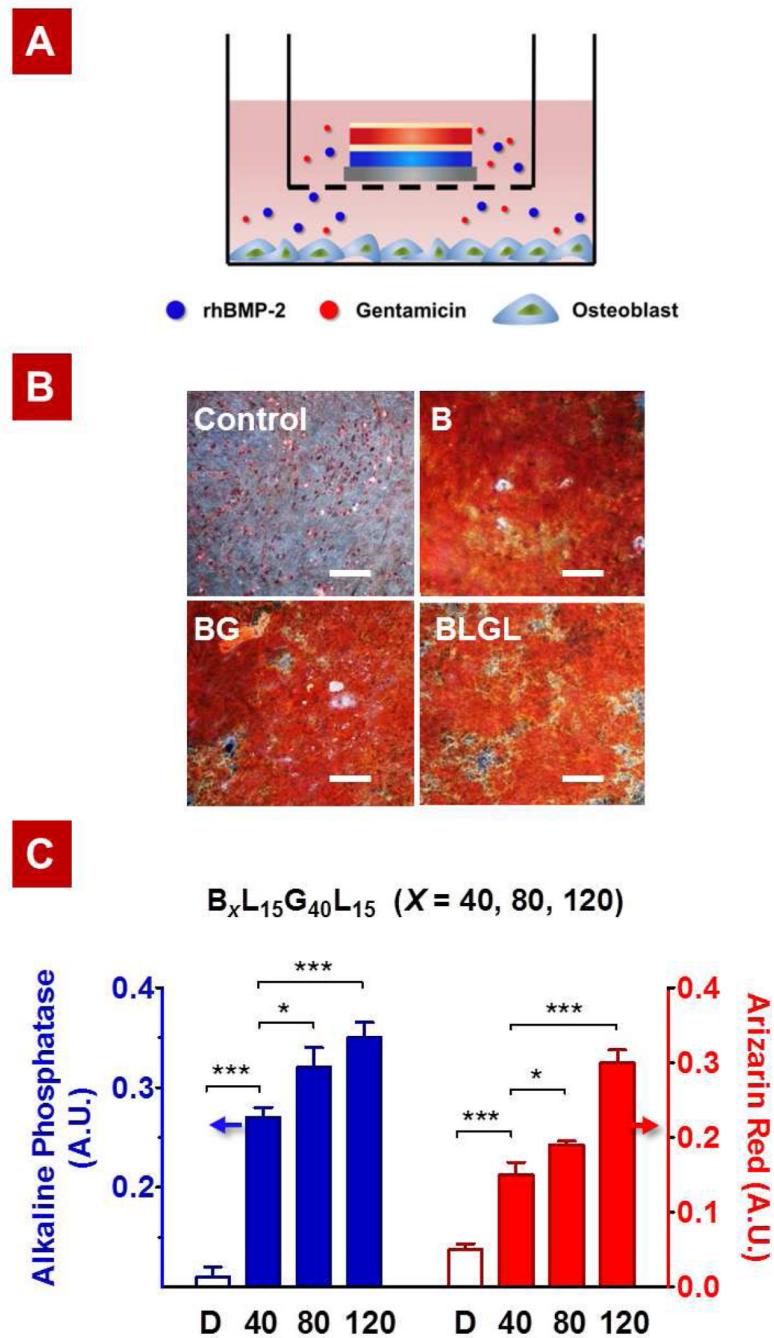 A
rhBMP-2 Gentamicin Osteoblast
B
Control B
BG BLGL
C
BₓL₁₅G₄₀L₁₅ (X = 40, 80, 120)
Alkaline Phosphatase
(A.U.)
0.4
0.3
0.2
***
*
***
***
*
***
0.4
0.3
0.2
0.1
0.0
Arizarin Red (A.U.)
D 40 80 120 D 40 80 120